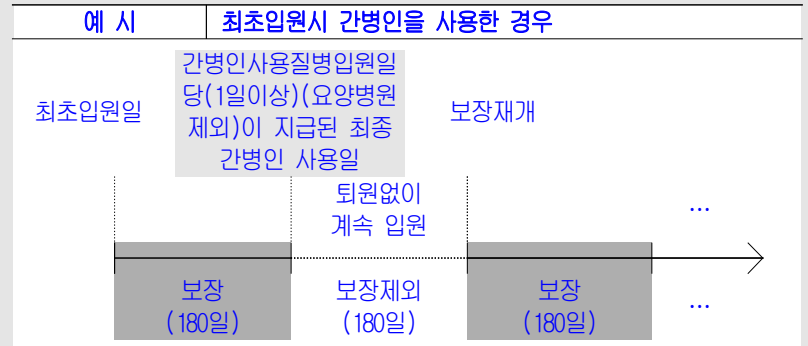 예 시
최초입원시 간병인을 사용한 경우
최초입원일
간병인사용질병입원일
당(1일이상)(요양병원
제외)이 지급된 최종
간병인 사용일
보장재개
퇴원없이
계속 입원
...
보장
(180일)
보장제외
(180일)
보장
(180일)
...